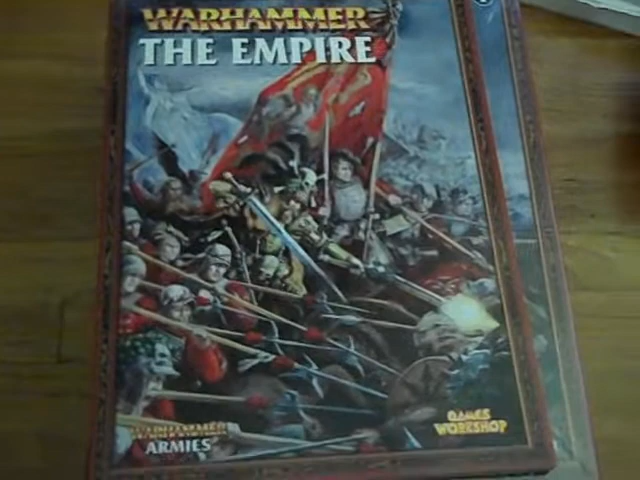 WARHAMMER
THE EMPIRE
WARHAMMER
ARMIES
GAMES
WORKSHOP